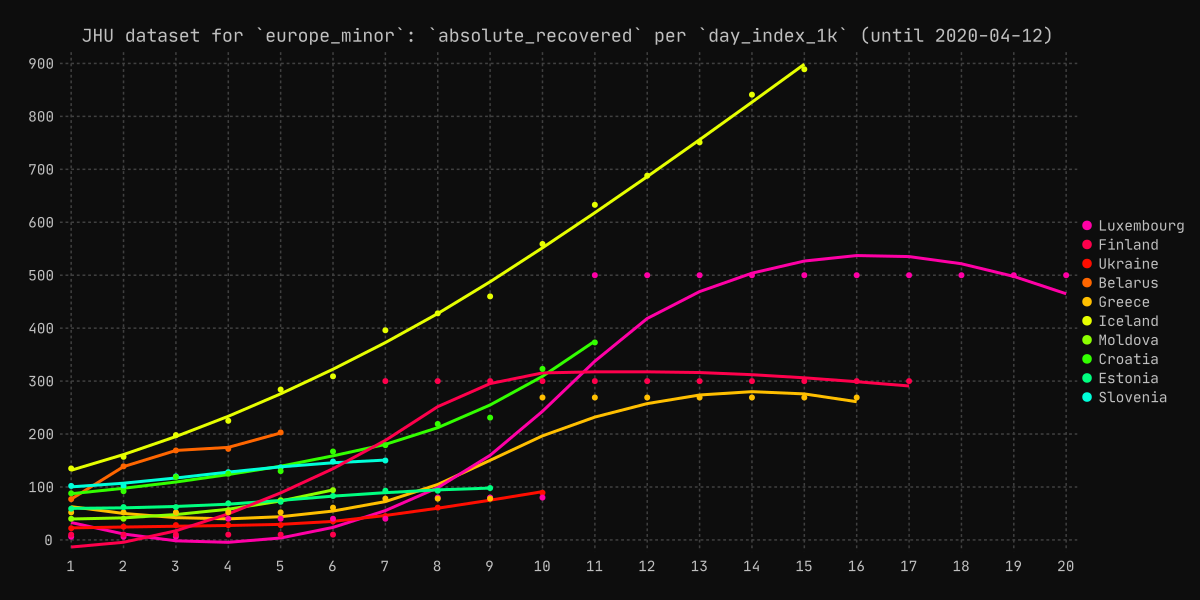 JHU dataset for `europe_minor`: `absolute_recovered` per `day_index_1k` (until 2020-04-12)
900
800
700
600
500
400
300
200
100
0
1 2 3 4 5 6 7 8 9 10 11 12 13 14 15 16 17 18 19 20
Luxembourg
Finland
Ukraine
Belarus
Greece
Iceland
Moldova
Croatia
Estonia
Slovenia